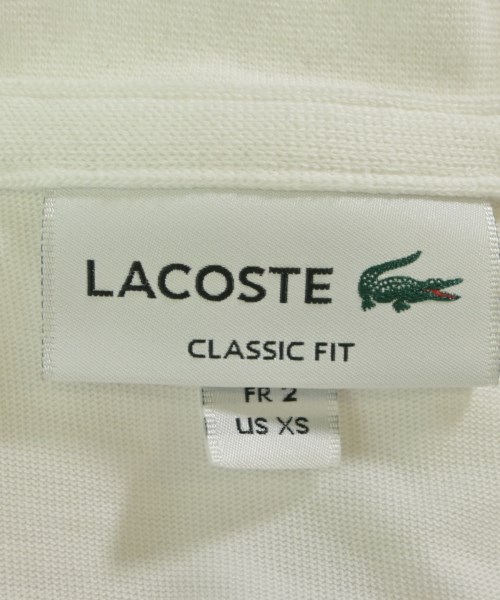 LACOSTE
CLASSIC FIT
FR 2
US XS